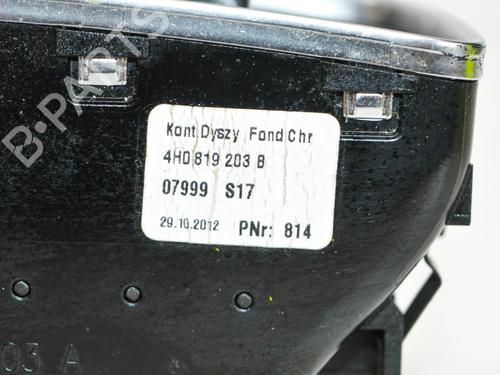 B-PARTS
Kont Dyszy Fond Chr
4H0 819 203 B
07999 S17
29.10.2012 PNr: 814
03 A